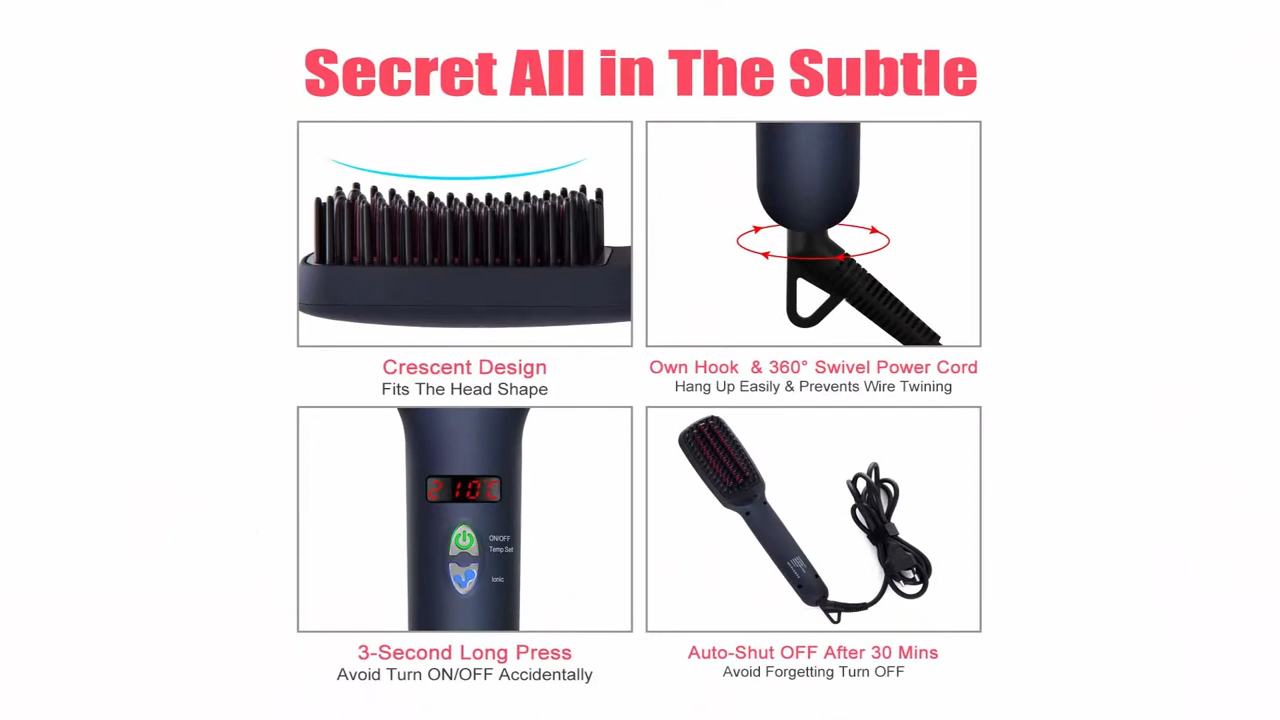 Secret All in The Subtle
Crescent Design
Fits The Head Shape
Own Hook & 360° Swivel Power Cord
Hang Up Easily & Prevents Wire Twining
210℃
ON/OFF
Temp Set
Ionic
3-Second Long Press
Avoid Turn ON/OFF Accidentally
Auto-Shut OFF After 30 Mins
Avoid Forgetting Turn OFF